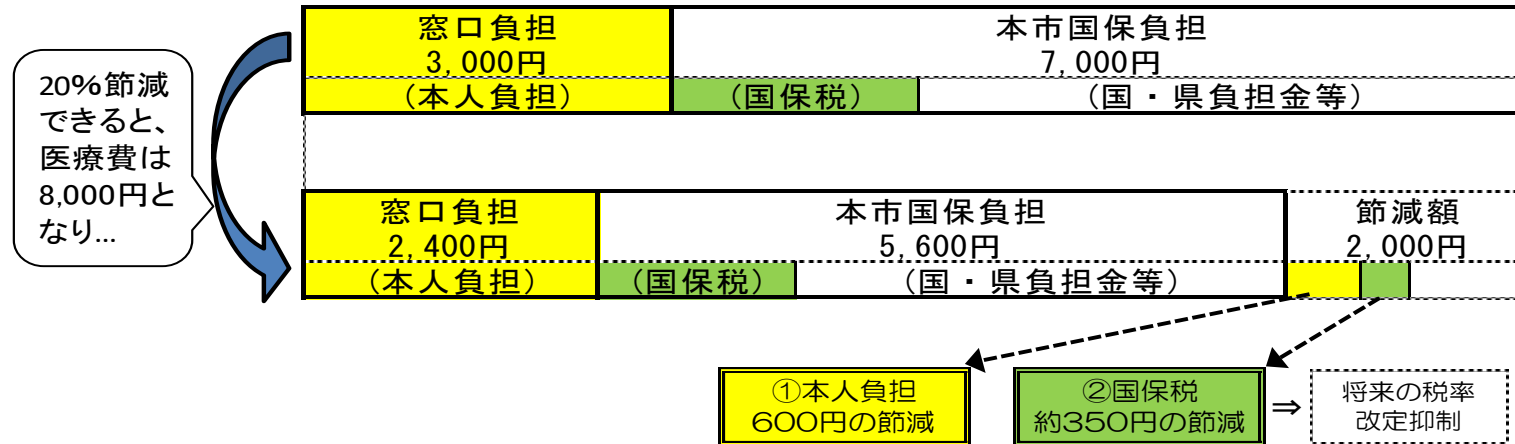 窓口負担
3,000円
(本人負担)
本市国保負担
7,000円
(国保税)
(国・県負担金等)
20%節減
できると、
医療費は
8,000円と
なり…
窓口負担
2,400円
(本人負担)
本市国保負担
5,600円
(国保税)
(国・県負担金等)
節減額
2,000円
①本人負担
600円の節減
②国保税
約350円の節減
⇒
将来の税率
改定抑制